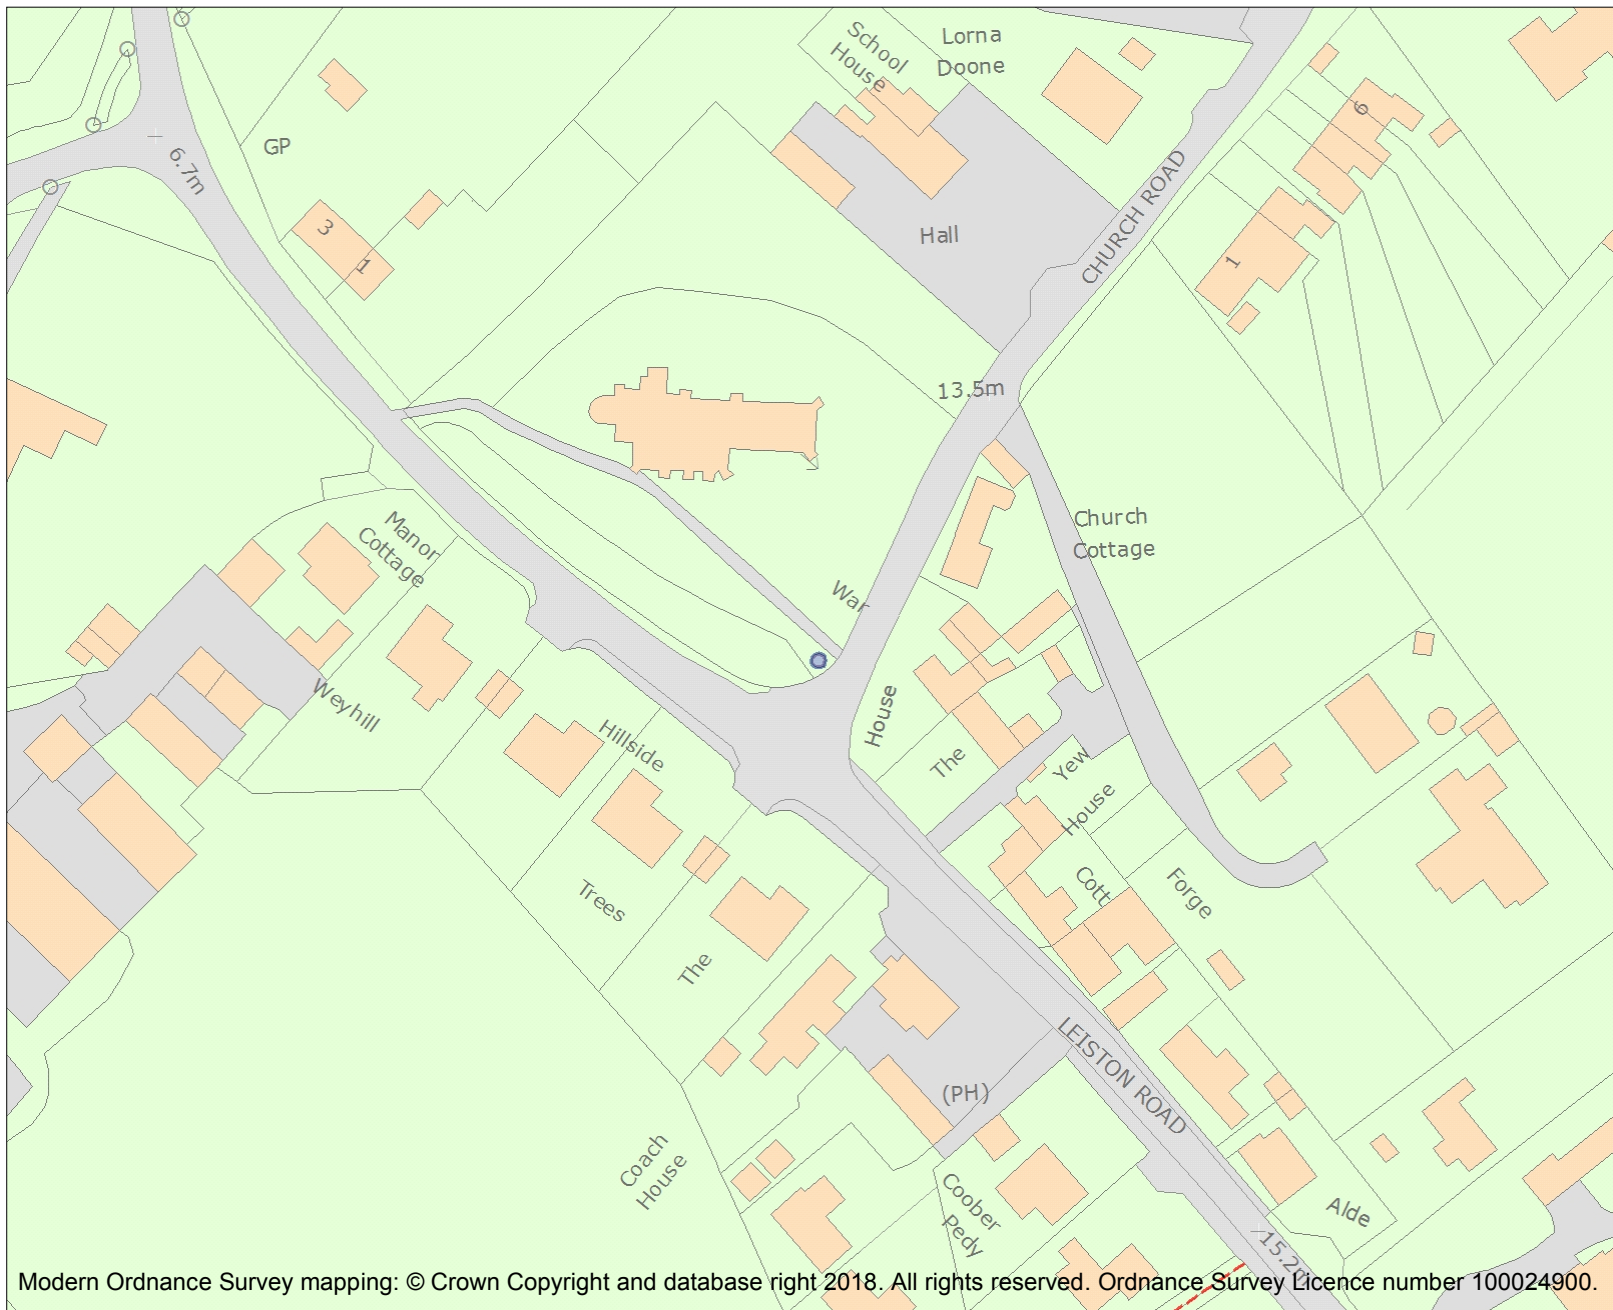 School
House
Lorna
Doone
6
GP
6.7m
3
1
Hall
CHURCH ROAD
1
13.5m
Manor
Cottage
Church
Cottage
War
Weyhill
House
Hillside
The
Yew
House
Trees
Cott
Forge
The
LEISTON ROAD
(PH)
Coach
House
Coober
Pedy
Alde
15.2m
Modern Ordnance Survey mapping: © Crown Copyright and database right 2018. All rights reserved. Ordnance Survey Licence number 100024900.